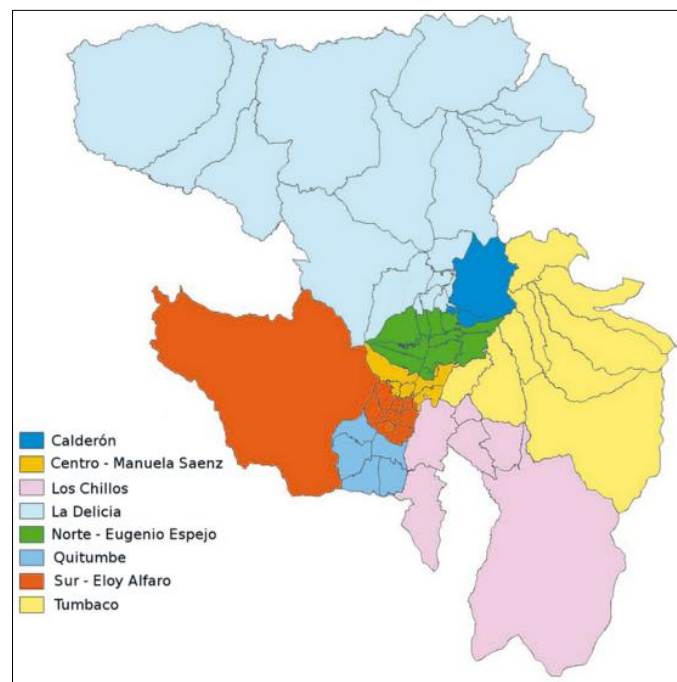 Calderón
Centro - Manuela Saenz
Los Chillos
La Delicia
Norte - Eugenio Espejo
Quitumbe
Sur - Eloy Alfaro
Tumbaco